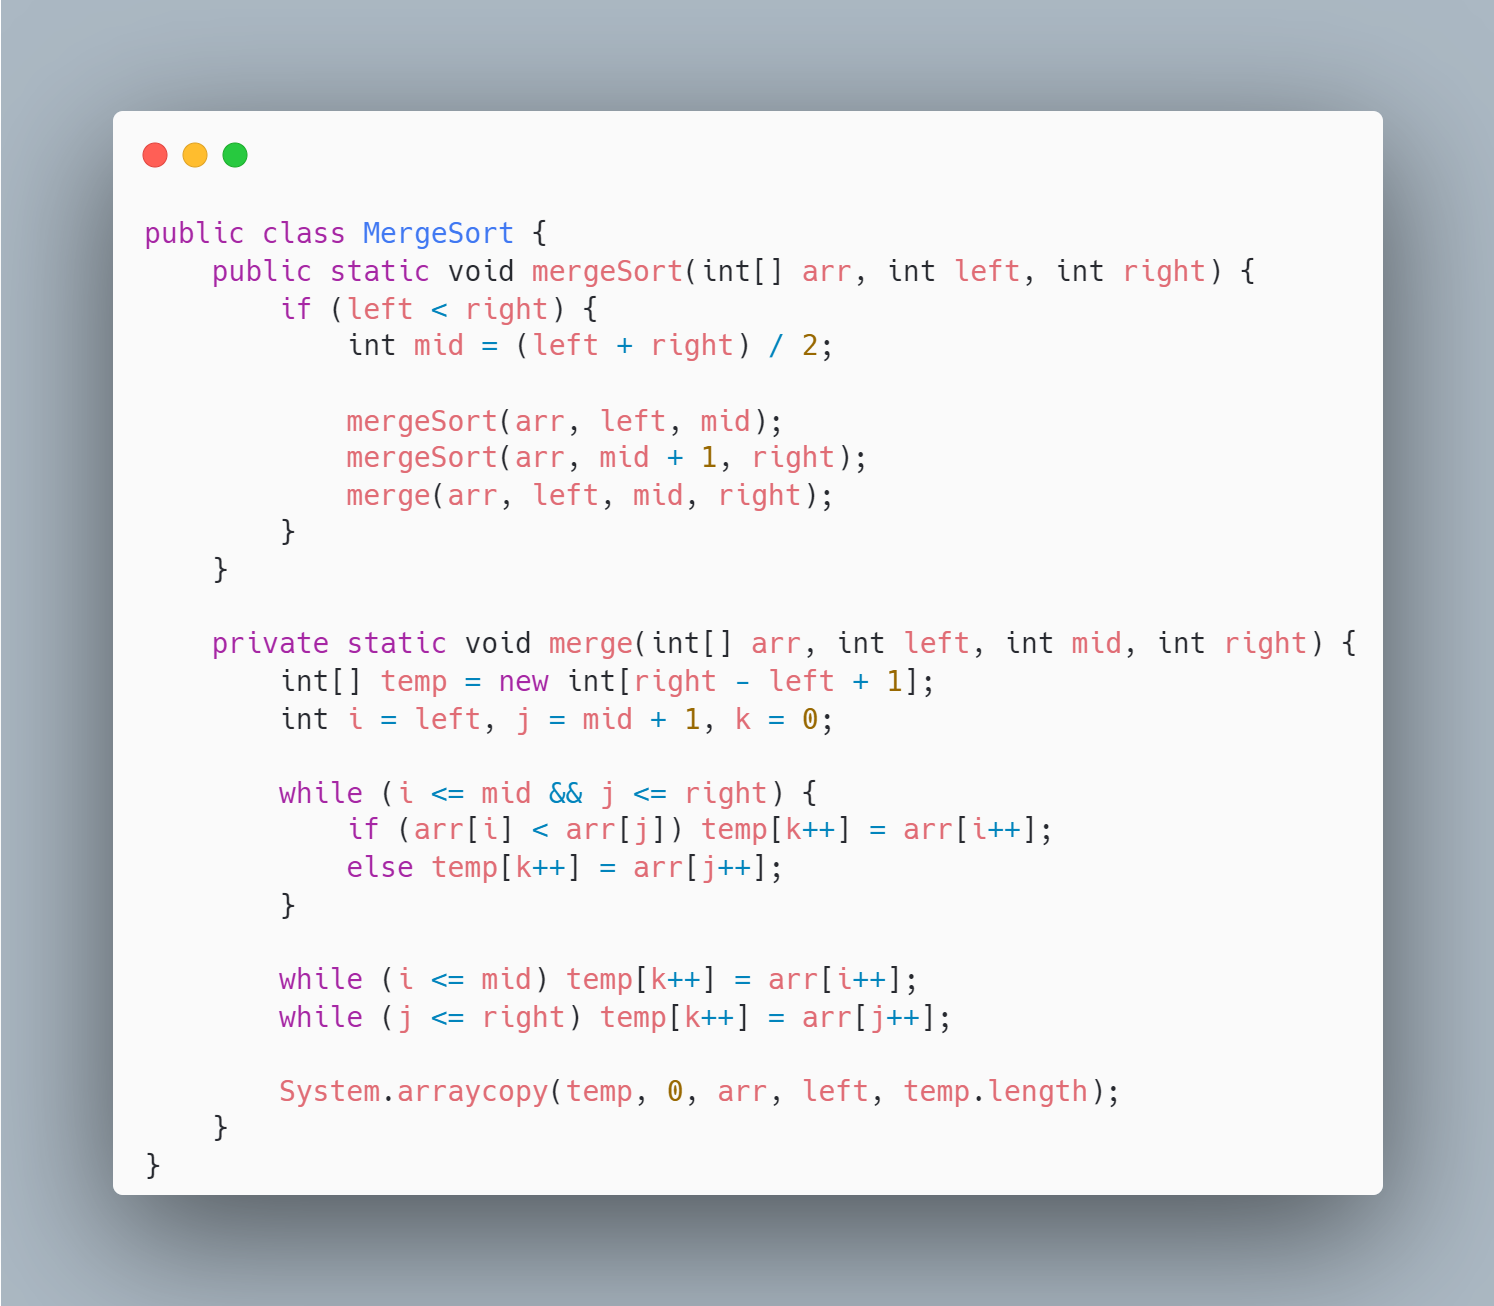 public class MergeSort {
    public static void mergeSort(int[] arr, int left, int right) {
        if (left < right) {
            int mid = (left + right) / 2;

            mergeSort(arr, left, mid);
            mergeSort(arr, mid + 1, right);
            merge(arr, left, mid, right);
        }
    }

    private static void merge(int[] arr, int left, int mid, int right) {
        int[] temp = new int[right - left + 1];
        int i = left, j = mid + 1, k = 0;

        while (i <= mid && j <= right) {
            if (arr[i] < arr[j]) temp[k++] = arr[i++];
            else temp[k++] = arr[j++];
        }

        while (i <= mid) temp[k++] = arr[i++];
        while (j <= right) temp[k++] = arr[j++];

        System.arraycopy(temp, 0, arr, left, temp.length);
    }
}